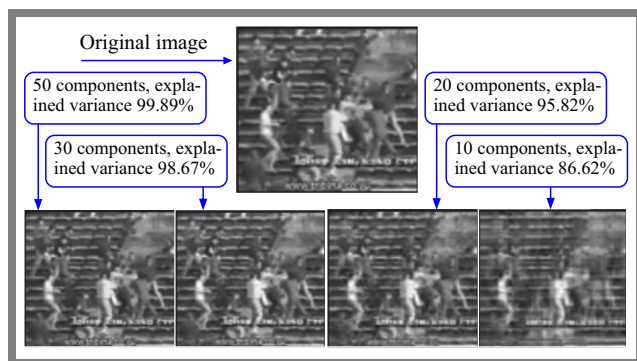 Original image
50 components, expla-
ined variance 99.89%
30 components, expla-
ined variance 98.67%
20 components, expla-
ined variance 95.82%
10 components, expla-
ined variance 86.62%